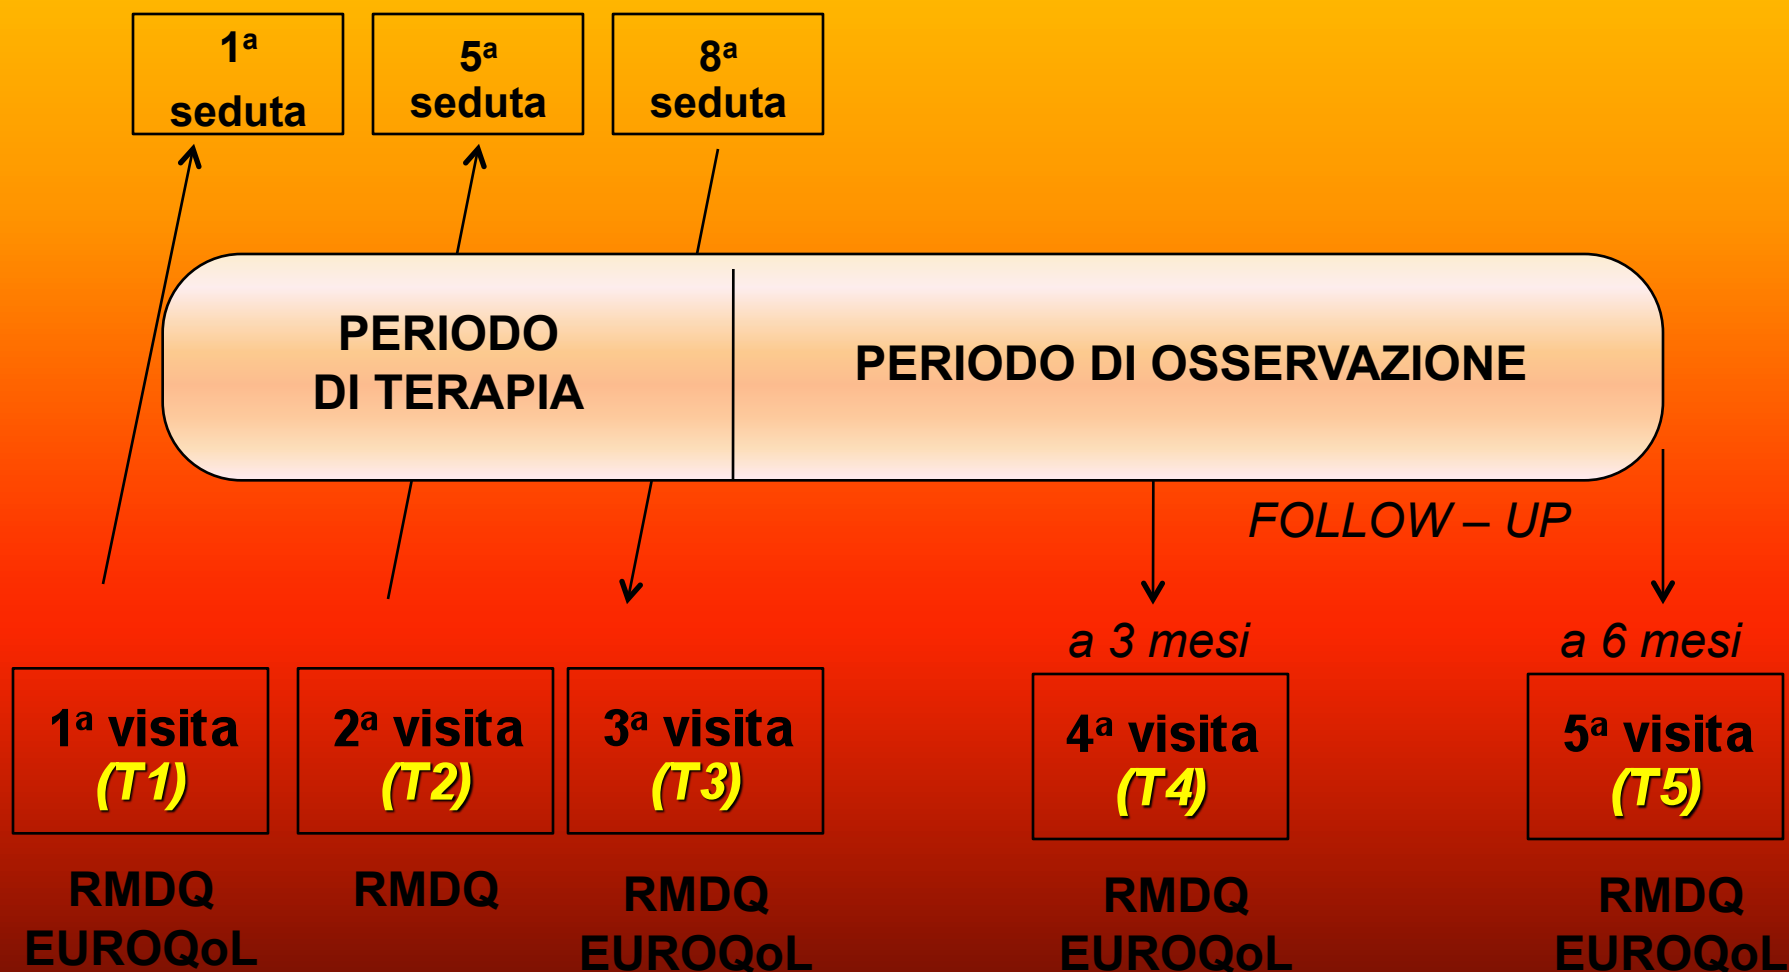 1ª
seduta
5ª
seduta
8ª
seduta
PERIODO
DI TERAPIA
PERIODO DI OSSERVAZIONE
FOLLOW – UP
a 3 mesi
a 6 mesi
1ª visita
(T1)
2ª visita
(T2)
3ª visita
(T3)
4ª visita
(T4)
5ª visita
(T5)
RMDQ
EUROQoL
RMDQ
RMDQ
EUROQoL
RMDQ
EUROQoL
RMDQ
EUROQoL